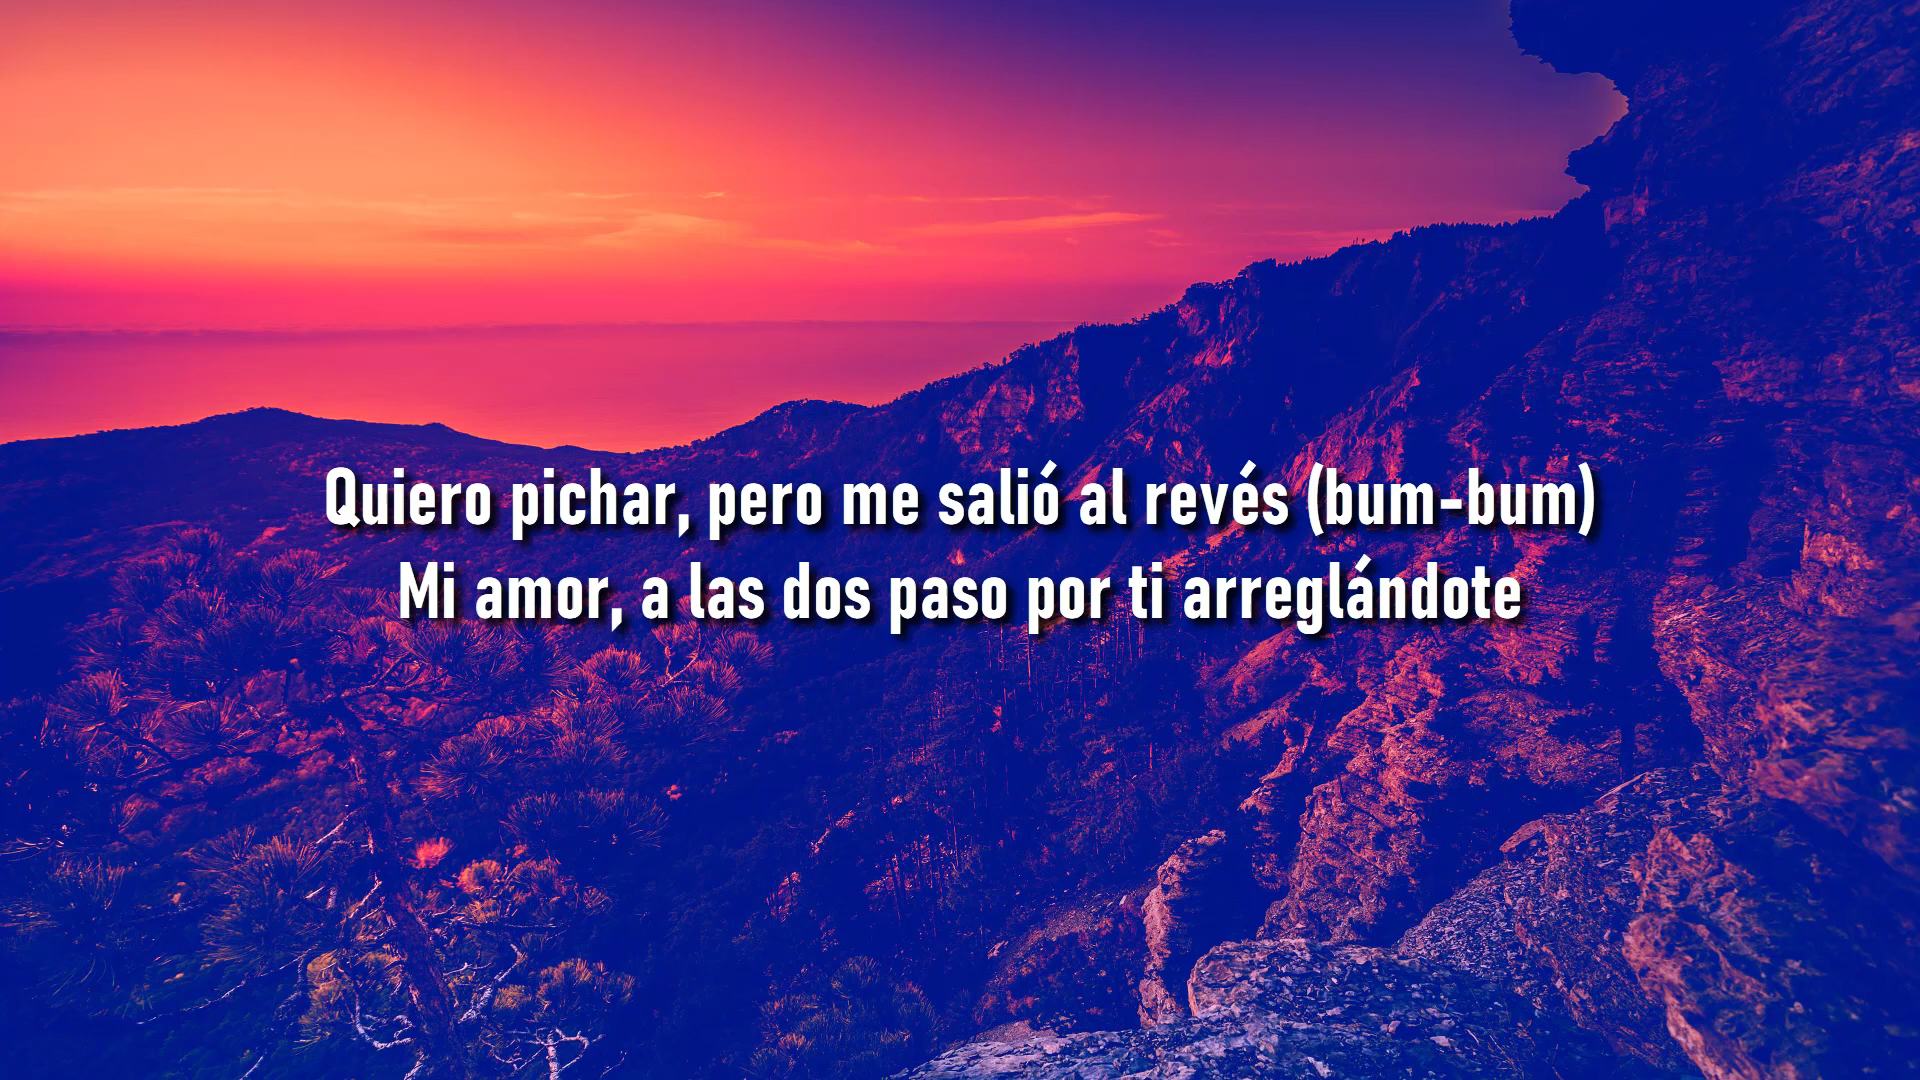 Quiero pichar, pero me salió al revés (bum-bum)
Mi amor, a las dos paso por ti arreglándote